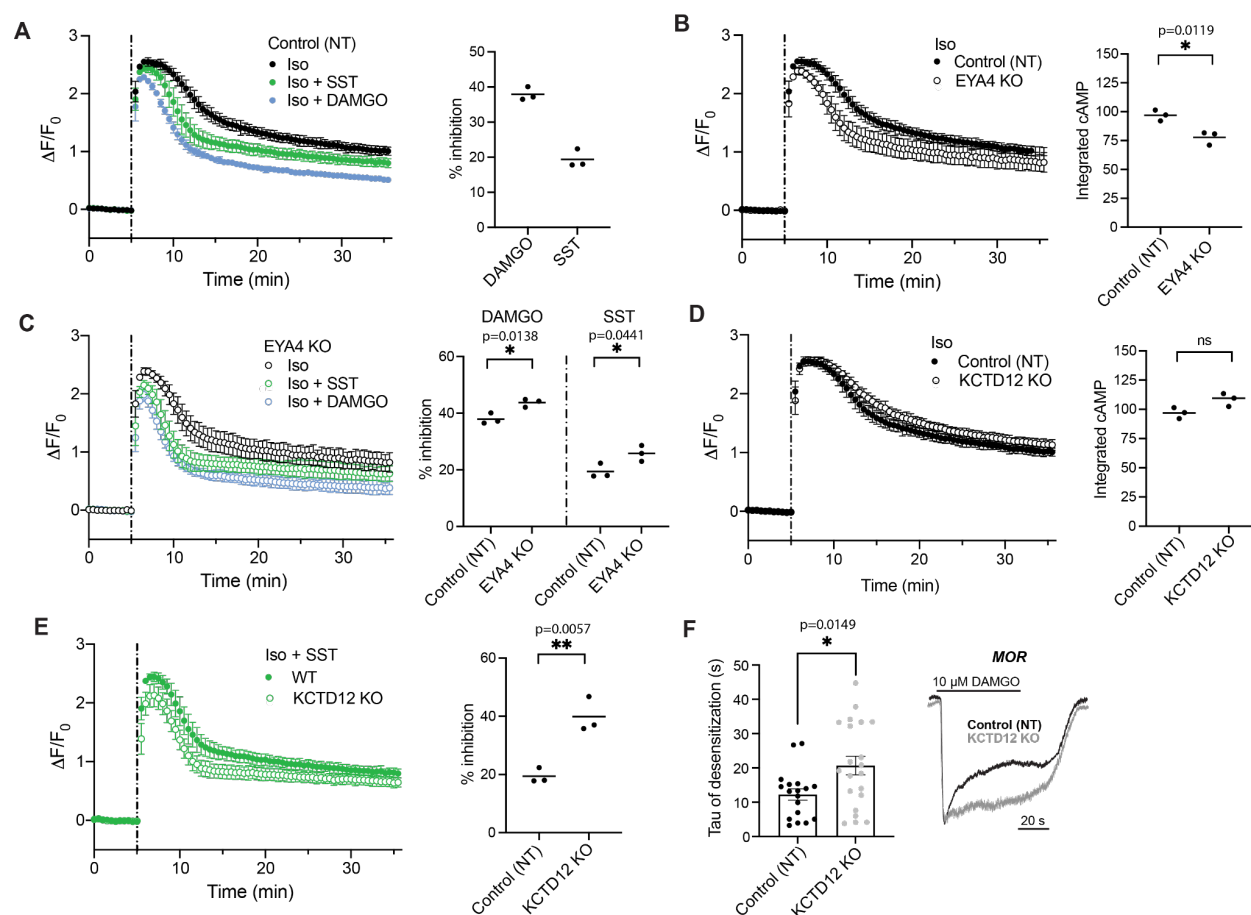 A
Control (NT)
Iso
Iso + SST
Iso + DAMGO
ΔF/F0
3
2
1
0
0 10 20 30
Time (min)
% inhibition
50
40
30
20
10
0
DAMGO
SST
B
Iso
Control (NT)
EYA4 KO
ΔF/F0
3
2
1
0
0 10 20 30
Time (min)
p=0.0119
*
Integrated cAMP
150
125
100
75
50
25
0
Control (NT)
EYA4 KO
C
EYA4 KO
Iso
Iso + SST
Iso + DAMGO
ΔF/F0
3
2
1
0
0 10 20 30
Time (min)
DAMGO SST
p=0.0138 p=0.0441
* *
% inhibition
60
40
20
0
Control (NT)
EYA4 KO
Control (NT)
EYA4 KO
D
Iso
Control (NT)
KCTD12 KO
ΔF/F0
3
2
1
0
0 10 20 30
Time (min)
ns
Integrated cAMP
150
125
100
75
50
25
0
Control (NT)
KCTD12 KO
E
Iso + SST
WT
KCTD12 KO
ΔF/F0
3
2
1
0
0 10 20 30
Time (min)
p=0.0057
**
% inhibition
60
40
20
0
Control (NT)
KCTD12 KO
F
p=0.0149
*
Tau of desensitization (s)
50
40
30
20
10
0
Control (NT)
KCTD12 KO
MOR
10 µM DAMGO
Control (NT)
KCTD12 KO
20 s